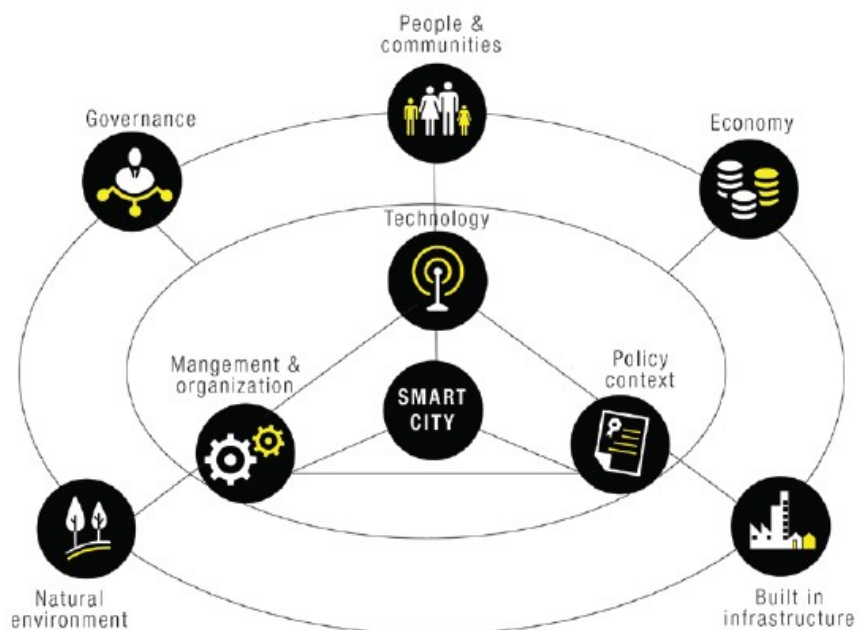 People &
communities
Governance
Economy
Technology
Mangement &
organization
Policy
context
SMART
CITY
Natural
environment
Built in
infrastructure